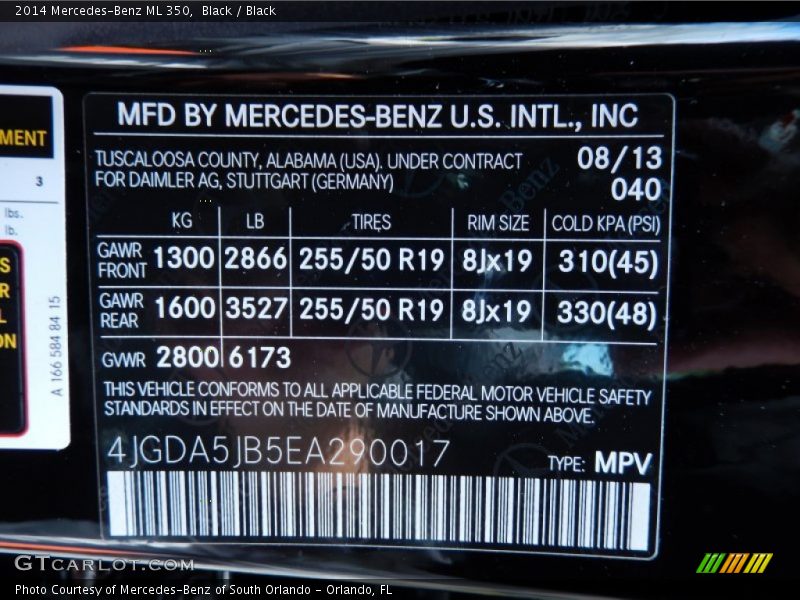 2014 Mercedes-Benz ML 350, Black / Black
MENT
3
lbs.
lb.
S
R
L
ON
A 166 584 84 15
MFD BY MERCEDES-BENZ U.S. INTL., INC
TUSCALOOSA COUNTY, ALABAMA (USA), UNDER CONTRACT
FOR DAIMLER AG, STUTTGART (GERMANY)
08/13
040
KG LB TIRES RIM SIZE COLD KPA (PSI)
GAWR FRONT 1300 2866 255/50 R19 8Jx19 310(45)
GAWR REAR 1600 3527 255/50 R19 8Jx19 330(48)
GVWR 2800 6173
THIS VEHICLE CONFORMS TO ALL APPLICABLE FEDERAL MOTOR VEHICLE SAFETY
STANDARDS IN EFFECT ON THE DATE OF MANUFACTURE SHOWN ABOVE.
4JGDA5JB5EA290017
TYPE: MPV
GTCARLOT.COM
Photo Courtesy of Mercedes-Benz of South Orlando - Orlando, FL